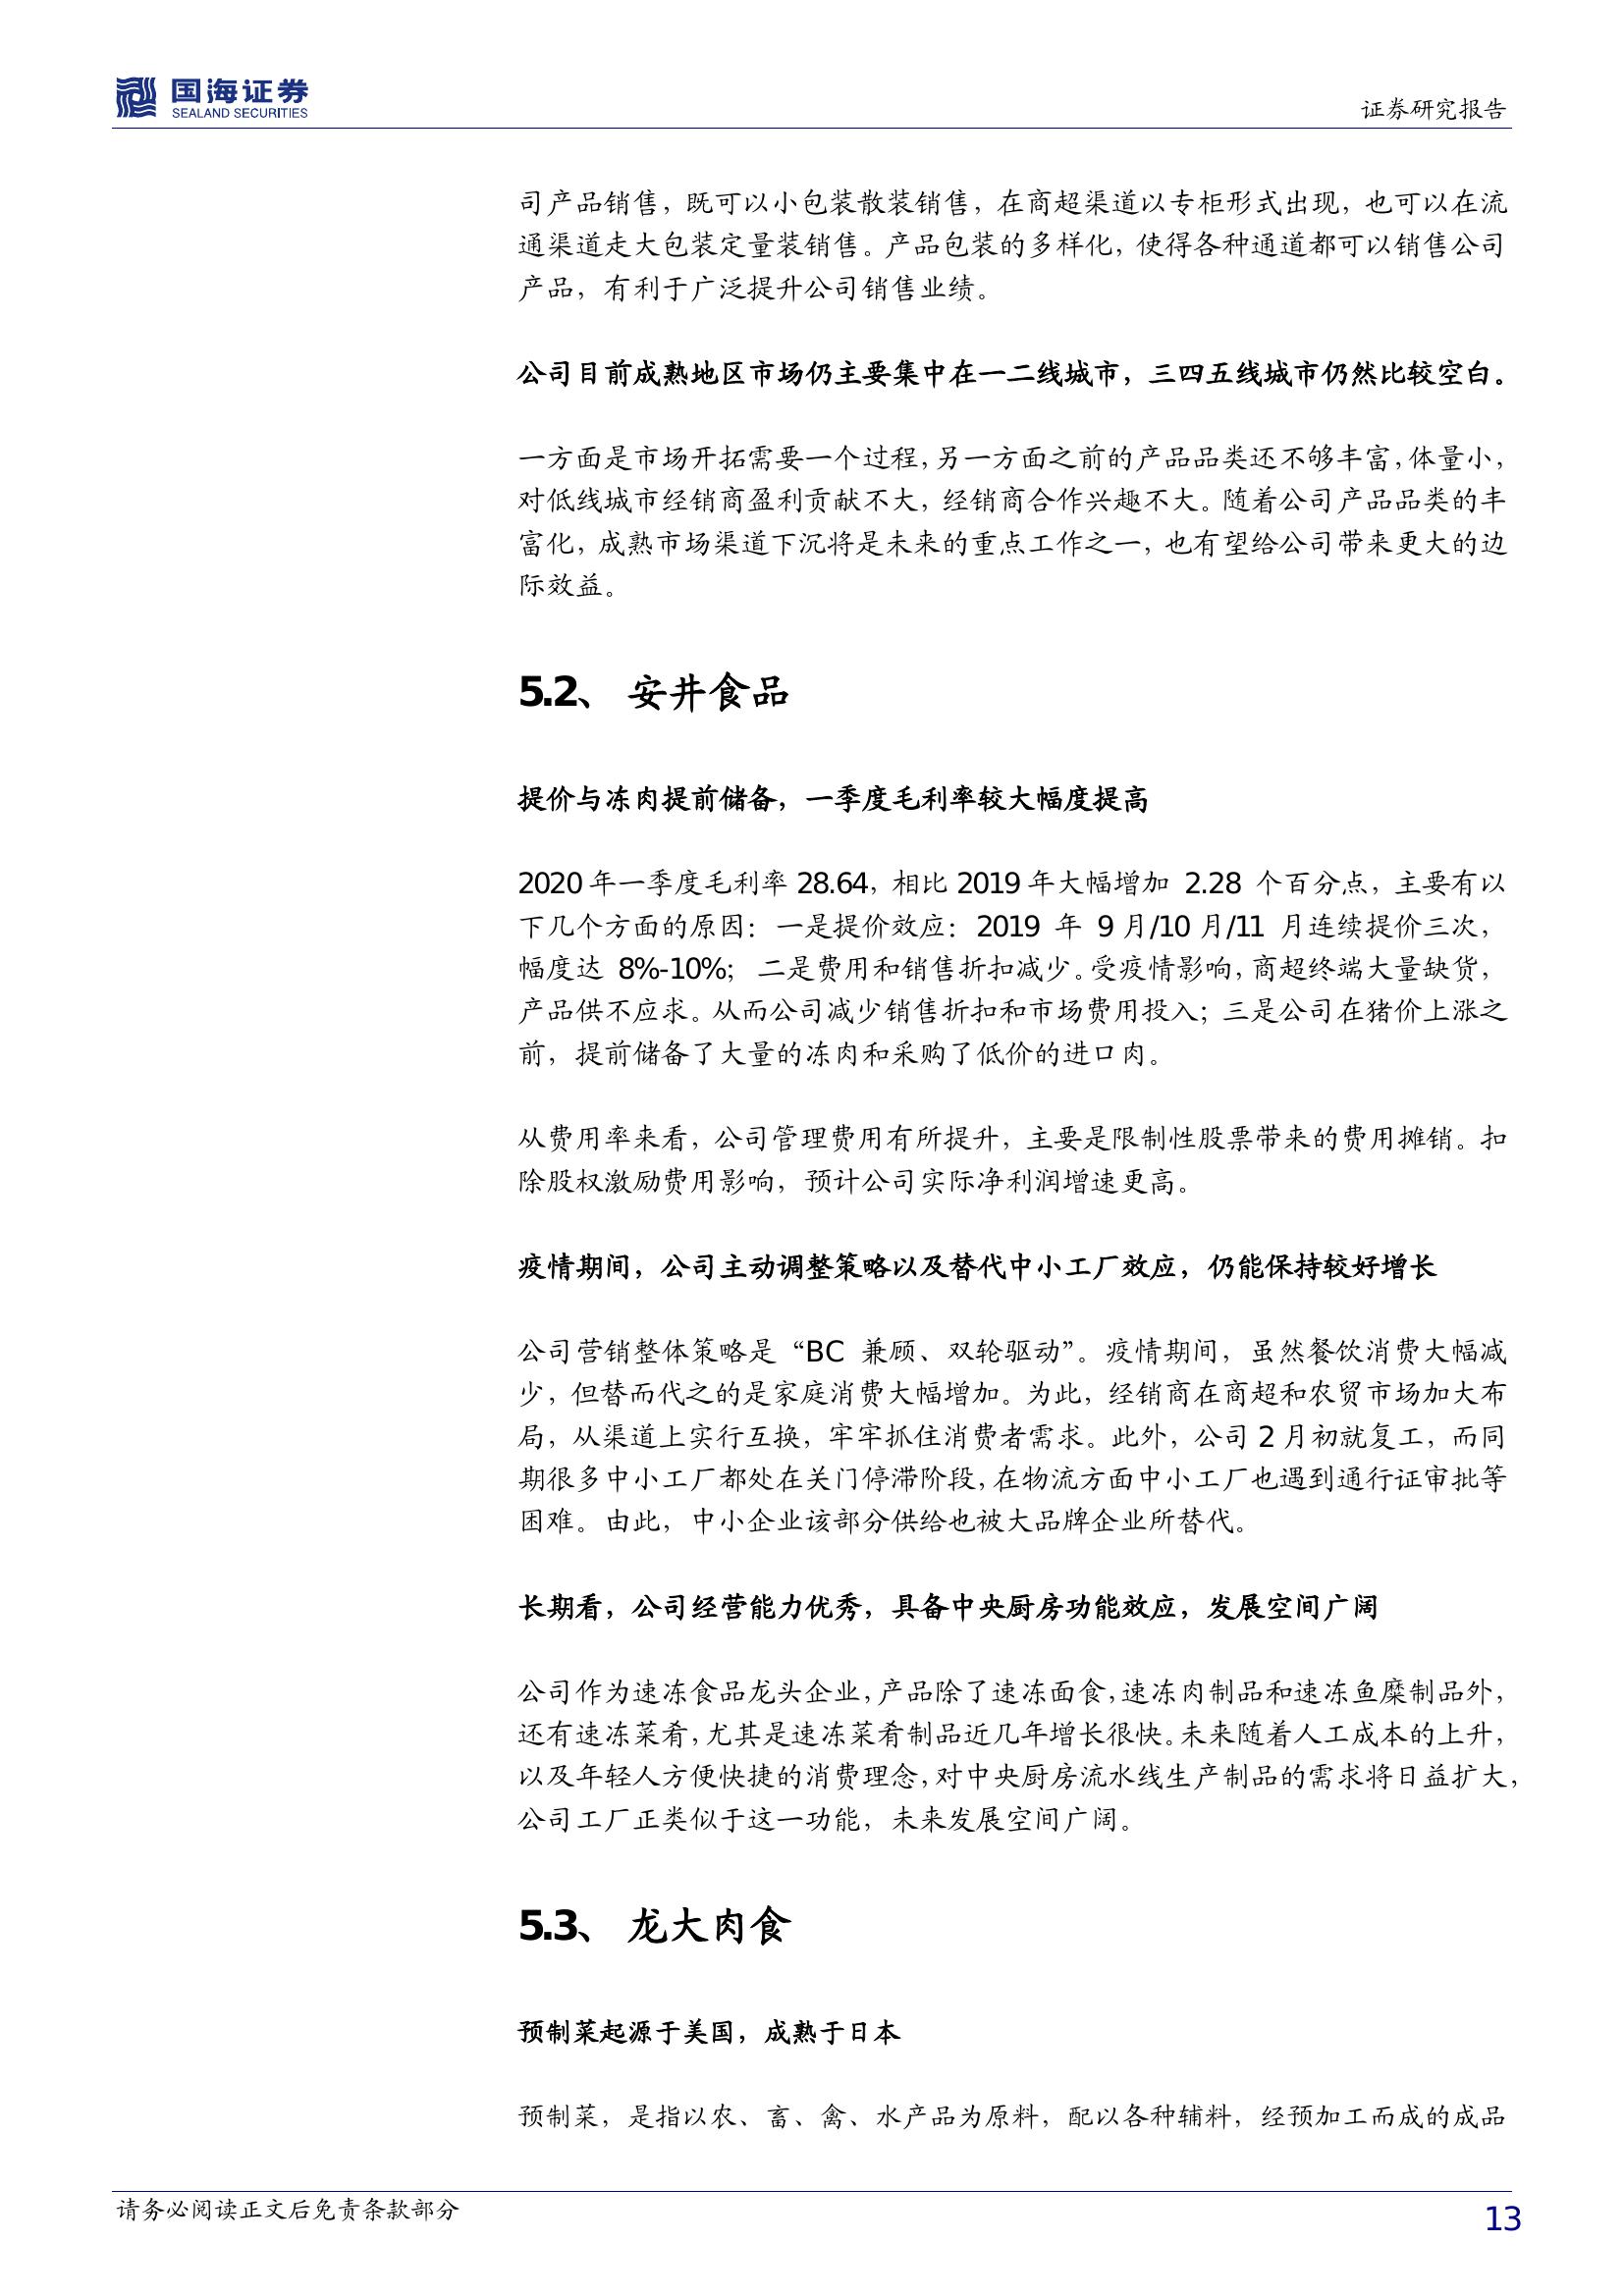 国海证券
SEALAND SECURITIES
证券研究报告
司产品销售，既可以小包装散装销售，在商超渠道以专柜形式出现，也可以在流
通渠道走大包装定量装销售。产品包装的多样化，使得各种通道都可以销售公司
产品，有利于广泛提升公司销售业绩。
公司目前成熟地区市场仍主要集中在一二线城市，三四五线城市仍然比较空白。
一方面是市场开拓需要一个过程，另一方面之前的产品品类还不够丰富，体量小，
对低线城市经销商盈利贡献不大，经销商合作兴趣不大。随着公司产品品类的丰
富化，成熟市场渠道下沉将是未来的重点工作之一，也有望给公司带来更大的边
际效益。
5.2、 安井食品
提价与冻肉提前储备，一季度毛利率较大幅度提高
2020 年一季度毛利率 28.64，相比 2019 年大幅增加 2.28 个百分点，主要有以
下几个方面的原因：一是提价效应：2019 年 9 月/10 月/11 月连续提价三次，
幅度达 8%-10%； 二是费用和销售折扣减少。受疫情影响，商超终端大量缺货，
产品供不应求。从而公司减少销售折扣和市场费用投入；三是公司在猪价上涨之
前，提前储备了大量的冻肉和采购了低价的进口肉。
从费用率来看，公司管理费用有所提升，主要是限制性股票带来的费用摊销。扣
除股权激励费用影响，预计公司实际净利润增速更高。
疫情期间，公司主动调整策略以及替代中小工厂效应，仍能保持较好增长
公司营销整体策略是“BC 兼顾、双轮驱动”。疫情期间，虽然餐饮消费大幅减
少，但替而代之的是家庭消费大幅增加。为此，经销商在商超和农贸市场加大布
局，从渠道上实行互换，牢牢抓住消费者需求。此外，公司 2 月初就复工，而同
期很多中小工厂都处在关门停滞阶段，在物流方面中小工厂也遇到通行证审批等
困难。由此，中小企业该部分供给也被大品牌企业所替代。
长期看，公司经营能力优秀，具备中央厨房功能效应，发展空间广阔
公司作为速冻食品龙头企业，产品除了速冻面食，速冻肉制品和速冻鱼糜制品外，
还有速冻菜肴，尤其是速冻菜肴制品近几年增长很快。未来随着人工成本的上升，
以及年轻人方便快捷的消费理念，对中央厨房流水线生产制品的需求将日益扩大，
公司工厂正类似于这一功能，未来发展空间广阔。
5.3、 龙大肉食
预制菜起源于美国，成熟于日本
预制菜，是指以农、畜、禽、水产品为原料，配以各种辅料，经预加工而成的成品
请务必阅读正文后免责条款部分
13